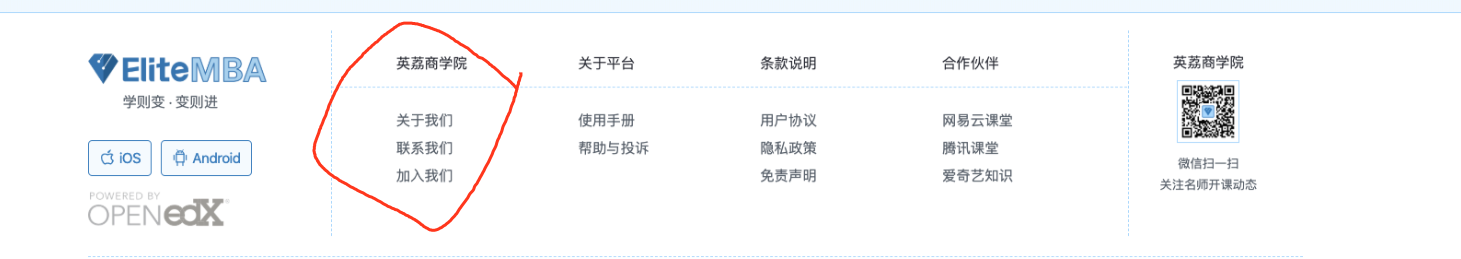 EliteMBA
学则变 · 变则进
iOS
Android
POWERED BY
OPEN edX®
英荔商学院
关于我们
联系我们
加入我们
关于平台
使用手册
帮助与投诉
条款说明
用户协议
隐私政策
免责声明
合作伙伴
网易云课堂
腾讯课堂
爱奇艺知识
英荔商学院
微信扫一扫
关注名师开课动态